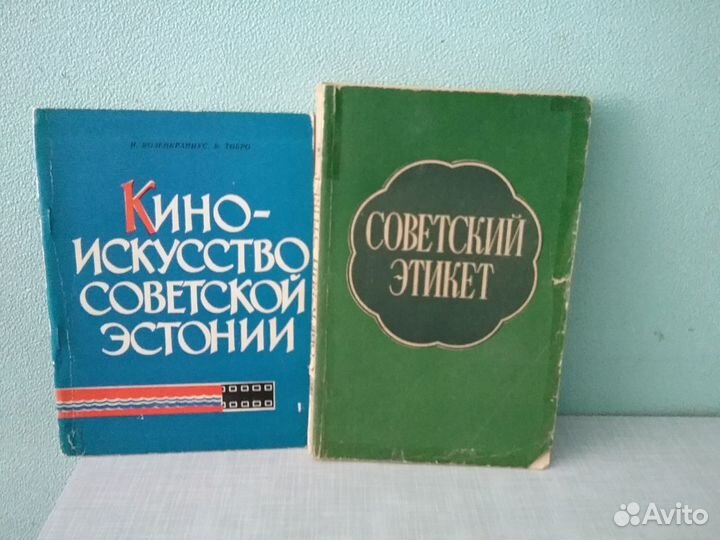 КИНО-
ИСКУССТВО
СОВЕТСКОЙ
ЭСТОНИИ
СОВЕТСКИЙ
ЭТИКЕТ
Avito